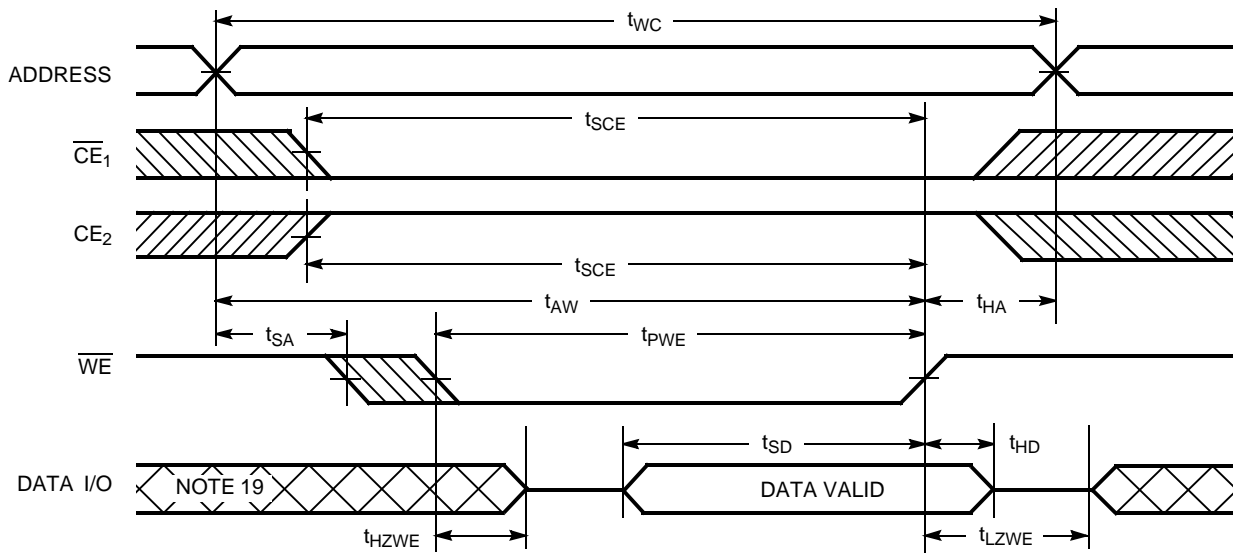 tWC
ADDRESS
tSCE
CE1
CE2
tSCE
tAW
tHA
tSA
tPWE
WE
tSD
tHD
DATA I/O
NOTE 19
DATA VALID
tHZWE
tLZWE